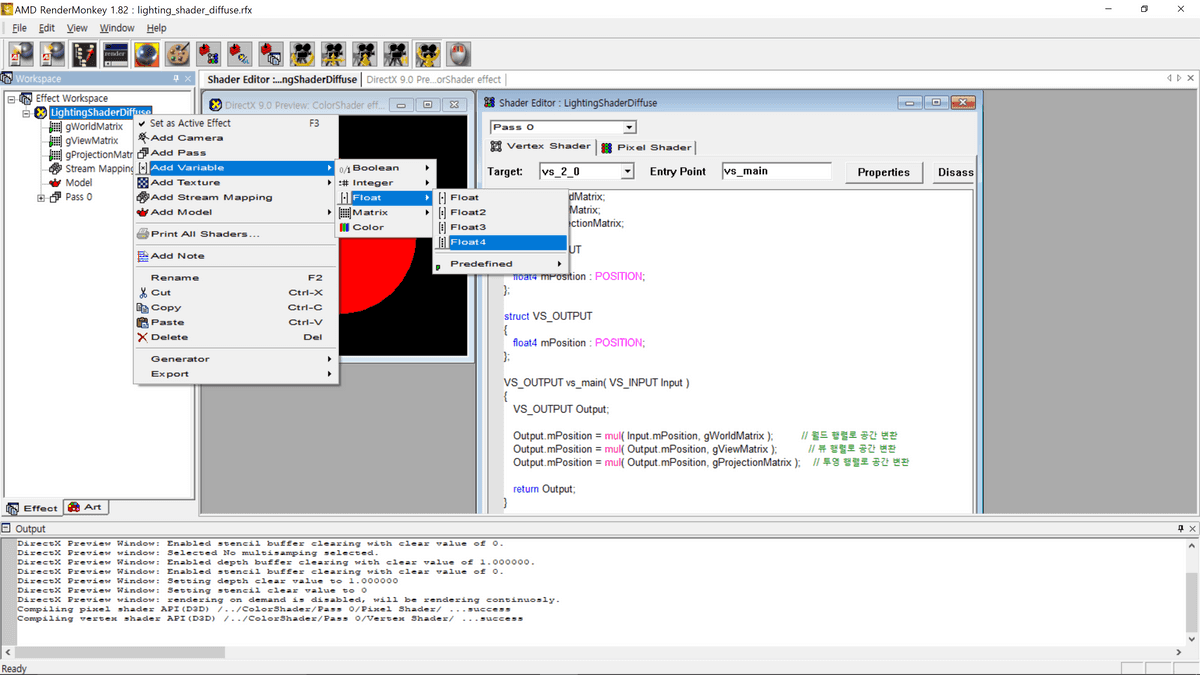 AMD RenderMonkey 1.82 : lighting_shader_diffuse.rfx
File Edit View Window Help
render
Workspace
Shader Editor :...ngShaderDiffuse DirectX 9.0 Pre...orShader effect
Effect Workspace
LightingShaderDiffuse
gWorldMatrix
gViewMatrix
gProjectionMatr
Stream Mapping
Model
Pass 0
DirectX 9.0 Preview: ColorShader eff...
Set as Active Effect F3
Add Camera
Add Pass
Add Variable
Add Texture
Add Stream Mapping
Add Model
Print All Shaders...
Add Note
Rename F2
Cut Ctrl-X
Copy Ctrl-C
Paste Ctrl-V
Delete Del
Generator
Export
0/1 Boolean
Integer
Float
Matrix
Color
Float
Float2
Float3
Float4
Predefined
Shader Editor : LightingShaderDiffuse
Pass 0
Vertex Shader Pixel Shader
Target: vs_2_0 Entry Point vs_main Properties Disass
dMatrix;
Matrix;
ectionMatrix;
UT
float4 mPosition : POSITION;
};
struct VS_OUTPUT
{
float4 mPosition : POSITION;
};
VS_OUTPUT vs_main( VS_INPUT Input )
{
VS_OUTPUT Output;
Output.mPosition = mul( Input.mPosition, gWorldMatrix ); // 월드 행렬로 공간 변환
Output.mPosition = mul( Output.mPosition, gViewMatrix ); // 뷰 행렬로 공간 변환
Output.mPosition = mul( Output.mPosition, gProjectionMatrix ); // 투영 행렬로 공간 변환
return Output;
}
Effect Art
Output
DirectX Preview Window: Enabled stencil buffer clearing with clear value of 0.
DirectX Preview Window: Selected No multisamping selected.
DirectX Preview Window: Enabled depth buffer clearing with clear value of 1.000000.
DirectX Preview Window: Enabled stencil buffer clearing with clear value of 0.
DirectX Preview Window: Setting depth clear value to 1.000000
DirectX Preview Window: Setting stencil clear value to 0
DirectX Preview Window: rendering on demand is disabled, will be rendering continuosly.
Compiling pixel shader API(D3D) /../ColorShader/Pass 0/Pixel Shader/ ...success
Compiling vertex shader API(D3D) /../ColorShader/Pass 0/Vertex Shader/ ...success
Ready